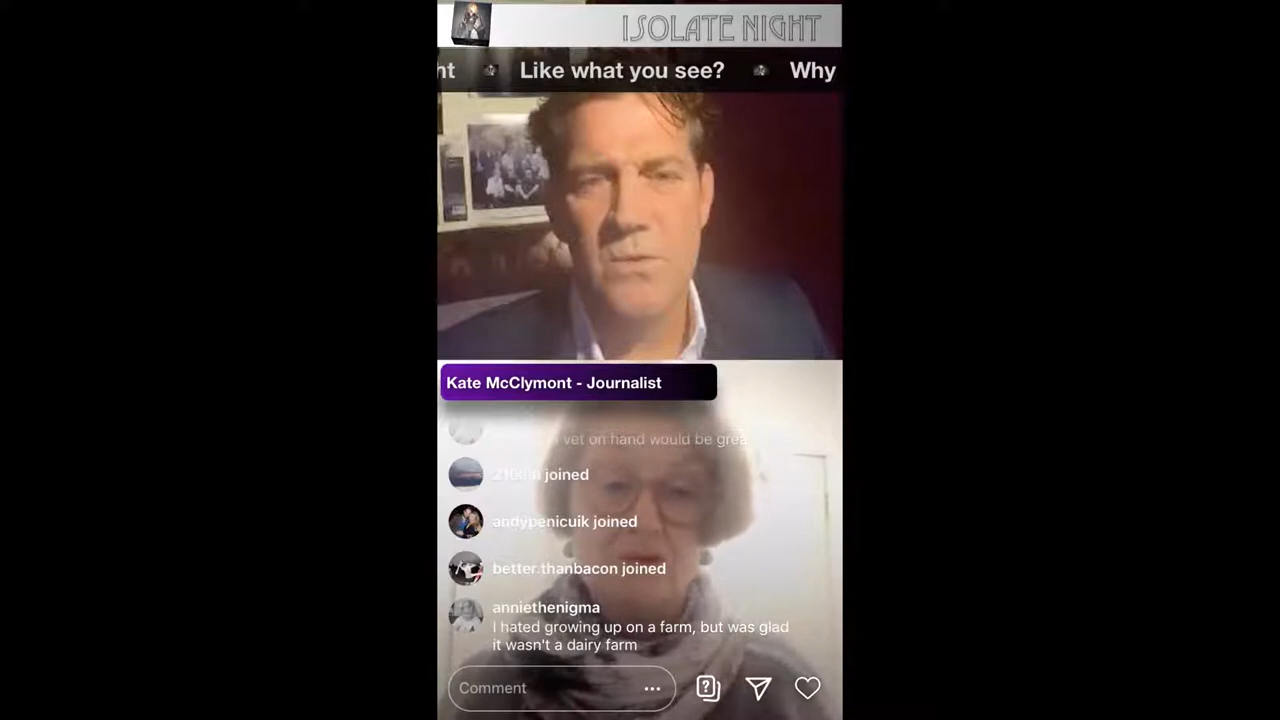 ISOLATE NIGHT
ht Like what you see? Why
Kate McClymont - Journalist
vet on hand would be grea
joined
andypenicuik joined
better.thanbacon joined
anniethenigma
I hated growing up on a farm, but was glad
it wasn't a dairy farm
Comment